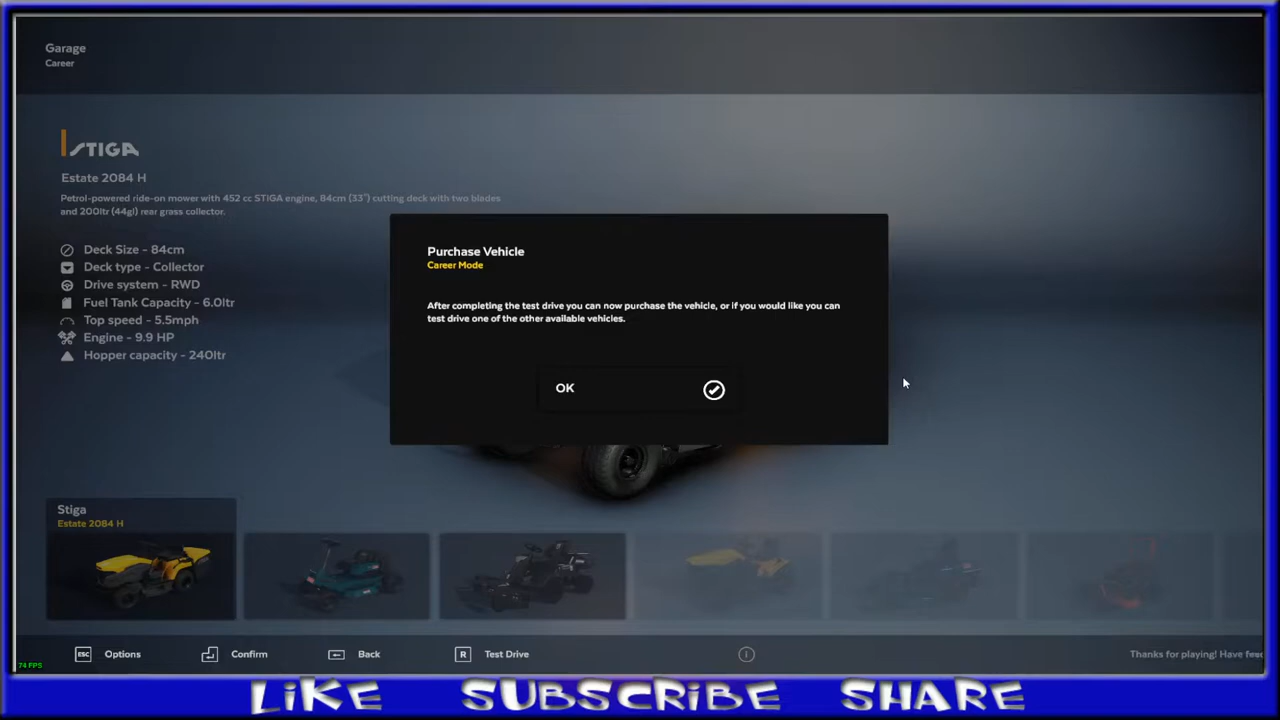 Garage
Career
STIGA
Estate 2084 H
Petrol-powered ride-on mower with 452 cc STIGA engine, 84cm (33") cutting deck with two blades
and 200ltr (44gl) rear grass collector.
Deck Size - 84cm
Deck type - Collector
Drive system - RWD
Fuel Tank Capacity - 6.0ltr
Top speed - 5.5mph
Engine - 9.9 HP
Hopper capacity - 240ltr
Purchase Vehicle
Career Mode
After completing the test drive you can now purchase the vehicle, or if you would like you can
test drive one of the other available vehicles.
OK
Stiga
Estate 2084 H
ESC Options
Confirm
Back
R Test Drive
Thanks for playing! Have
74 FPS
LiKE SUBSCRiBE SHARE